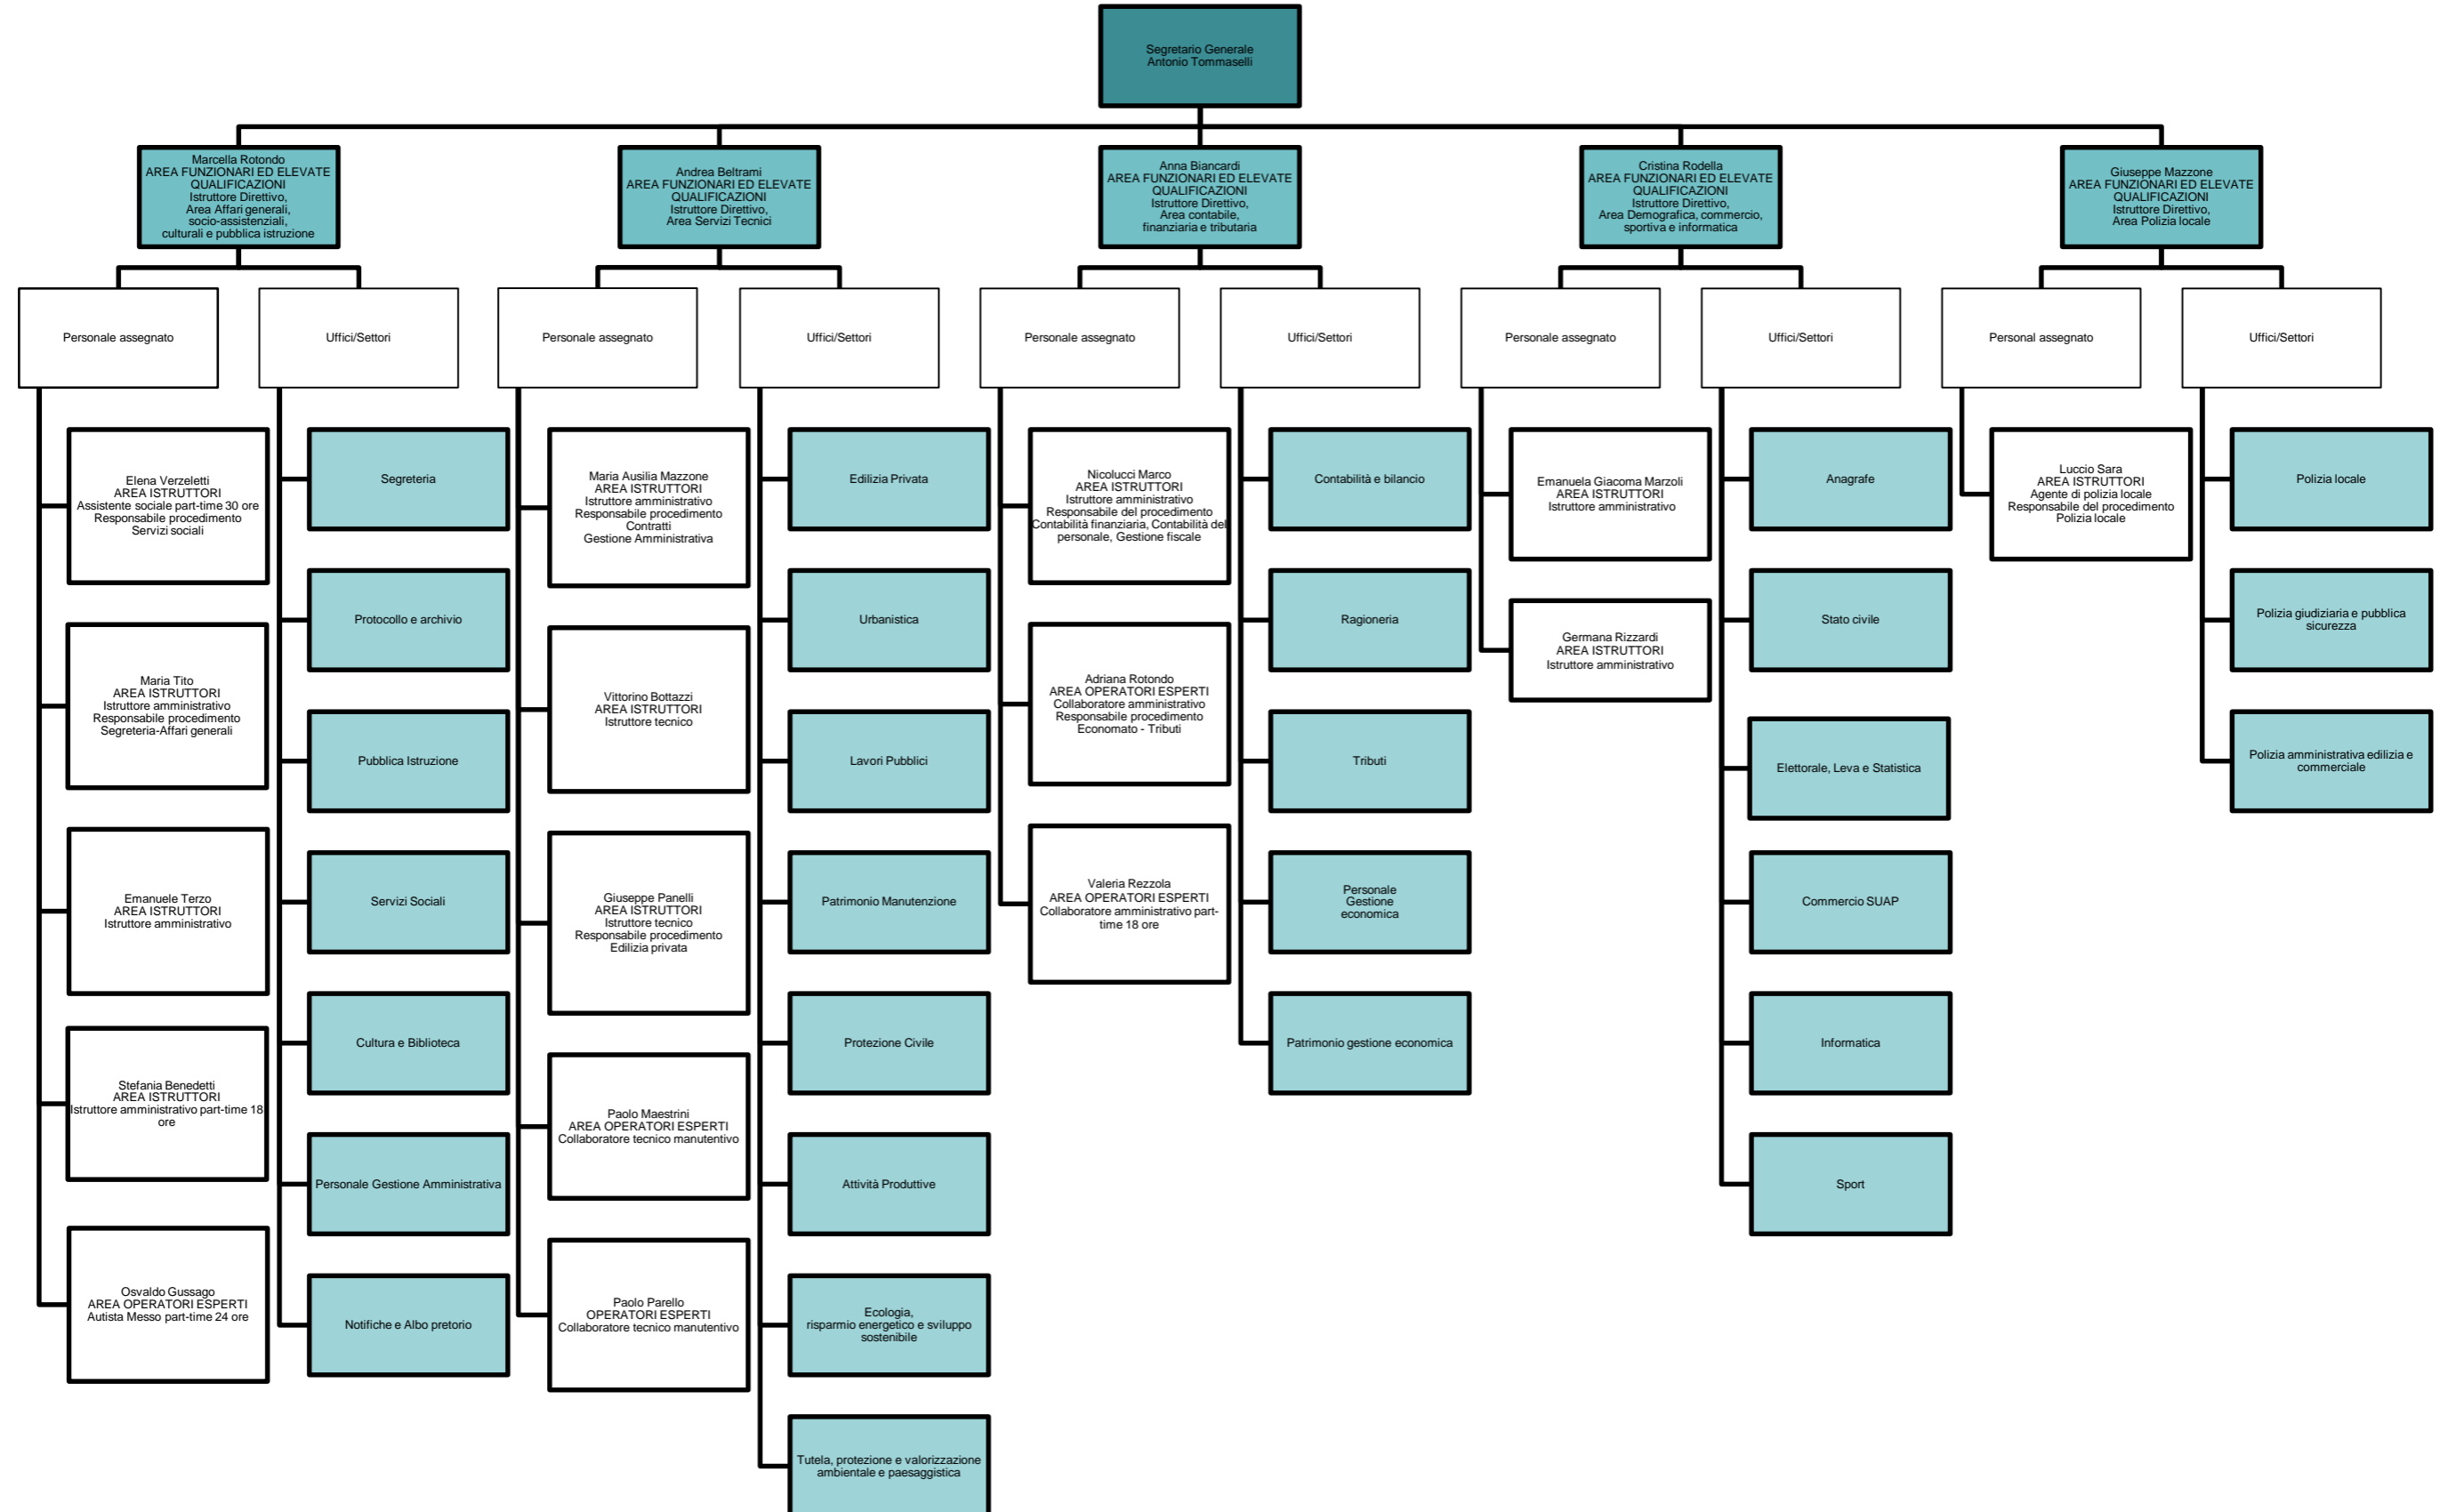 Segretario Generale
Antonio Tommaselli
Marcella Rotondo
AREA FUNZIONARI ED ELEVATE
QUALIFICAZIONI
Istruttore Direttivo,
Area Affari generali,
socio-assistenziali,
culturali e pubblica istruzione
Andrea Beltrami
AREA FUNZIONARI ED ELEVATE
QUALIFICAZIONI
Istruttore Direttivo,
Area Servizi Tecnici
Anna Biancardi
AREA FUNZIONARI ED ELEVATE
QUALIFICAZIONI
Istruttore Direttivo,
Area contabile,
finanziaria e tributaria
Cristina Rodella
AREA FUNZIONARI ED ELEVATE
QUALIFICAZIONI
Istruttore Direttivo,
Area Demografica, commercio,
sportiva e informatica
Giuseppe Mazzone
AREA FUNZIONARI ED ELEVATE
QUALIFICAZIONI
Istruttore Direttivo,
Area Polizia locale
Personale assegnato
Uffici/Settori
Personale assegnato
Uffici/Settori
Personale assegnato
Uffici/Settori
Personale assegnato
Uffici/Settori
Personal assegnato
Uffici/Settori
Elena Verzeletti
AREA ISTRUTTORI
Assistente sociale part-time 30 ore
Responsabile procedimento
Servizi sociali
Maria Tito
AREA ISTRUTTORI
Istruttore amministrativo
Responsabile procedimento
Segreteria-Affari generali
Emanuele Terzo
AREA ISTRUTTORI
Istruttore amministrativo
Stefania Benedetti
AREA ISTRUTTORI
Istruttore amministrativo part-time 18
ore
Osvaldo Gussago
AREA OPERATORI ESPERTI
Autista Messo part-time 24 ore
Segreteria
Protocollo e archivio
Pubblica Istruzione
Servizi Sociali
Cultura e Biblioteca
Personale Gestione Amministrativa
Notifiche e Albo pretorio
Maria Ausilia Mazzone
AREA ISTRUTTORI
Istruttore amministrativo
Responsabile procedimento
Contratti
Gestione Amministrativa
Vittorino Bottazzi
AREA ISTRUTTORI
Istruttore tecnico
Giuseppe Panelli
AREA ISTRUTTORI
Istruttore tecnico
Responsabile procedimento
Edilizia privata
Paolo Maestrini
AREA OPERATORI ESPERTI
Collaboratore tecnico manutentivo
Paolo Parello
OPERATORI ESPERTI
Collaboratore tecnico manutentivo
Edilizia Privata
Urbanistica
Lavori Pubblici
Patrimonio Manutenzione
Protezione Civile
Attività Produttive
Ecologia,
risparmio energetico e sviluppo
sostenibile
Tutela, protezione e valorizzazione
ambientale e paesaggistica
Nicolucci Marco
AREA ISTRUTTORI
Istruttore amministrativo
Responsabile del procedimento
Contabilità finanziaria, Contabilità del
personale, Gestione fiscale
Adriana Rotondo
AREA OPERATORI ESPERTI
Collaboratore amministrativo
Responsabile procedimento
Economato - Tributi
Valeria Rezzola
AREA OPERATORI ESPERTI
Collaboratore amministrativo part-
time 18 ore
Contabilità e bilancio
Ragioneria
Tributi
Personale
Gestione
economica
Patrimonio gestione economica
Emanuela Giacoma Marzoli
AREA ISTRUTTORI
Istruttore amministrativo
Germana Rizzardi
AREA ISTRUTTORI
Istruttore amministrativo
Anagrafe
Stato civile
Elettorale, Leva e Statistica
Commercio SUAP
Informatica
Sport
Luccio Sara
AREA ISTRUTTORI
Agente di polizia locale
Responsabile del procedimento
Polizia locale
Polizia locale
Polizia giudiziaria e pubblica
sicurezza
Polizia amministrativa edilizia e
commerciale